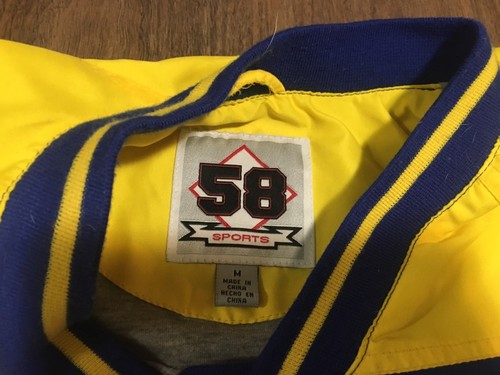 58
SPORTS
M
MADE IN
CHINA
HECHO EN
CHINA